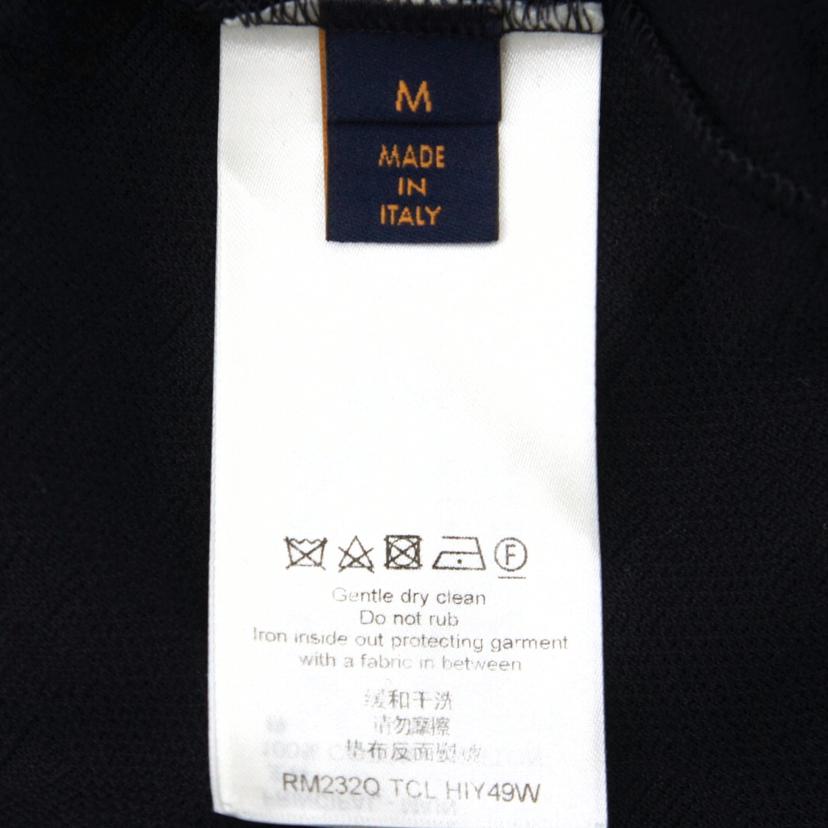 M
MADE
IN
ITALY
F
Gentle dry clean
Do not rub
Iron inside out protecting garment
with a fabric in between
缓和干洗
请勿摩擦
垫布反面熨烫
RM232Q TCL HIY49W